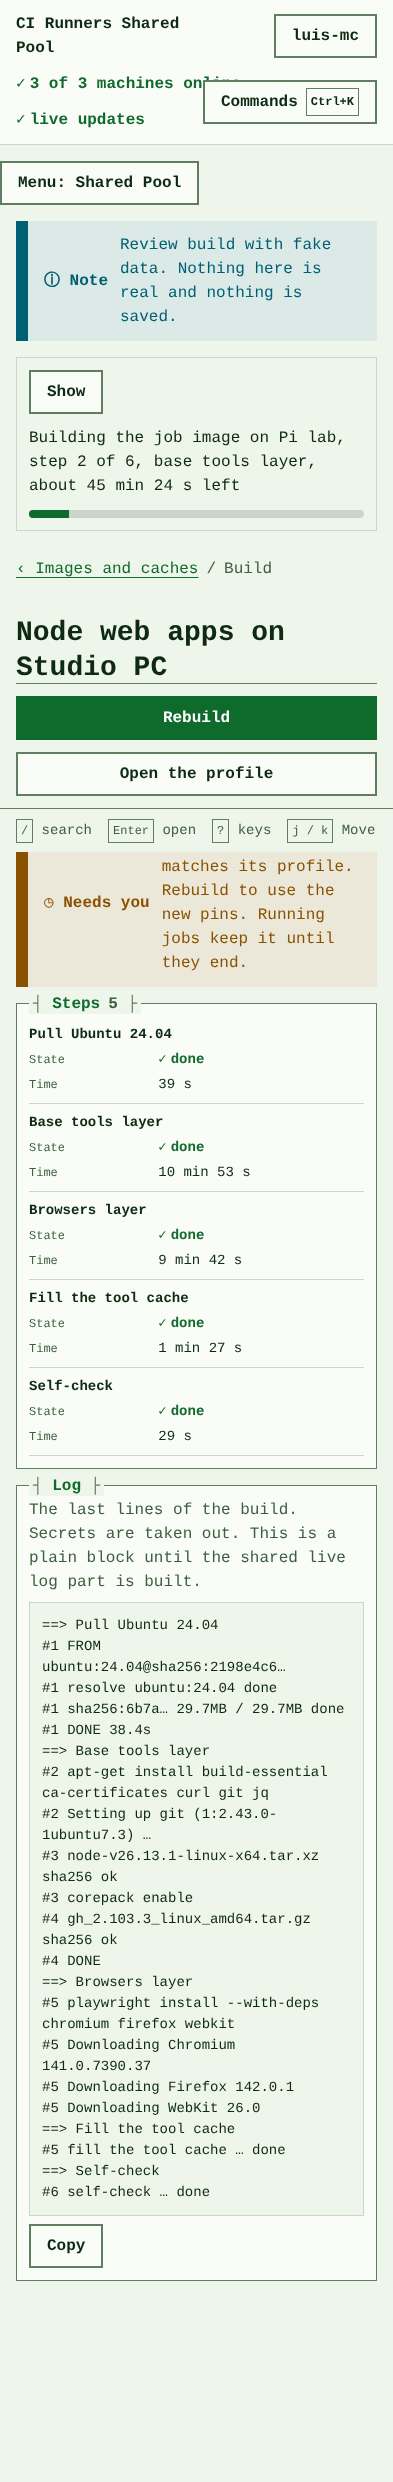 CI Runners Shared
Pool
luis-mc
✓ 3 of 3 machines online
✓ live updates
Commands Ctrl+K
Menu: Shared Pool
ⓘ Note
Review build with fake
data. Nothing here is
real and nothing is
saved.
Show
Building the job image on Pi lab,
step 2 of 6, base tools layer,
about 45 min 24 s left
‹ Images and caches / Build
Node web apps on
Studio PC
Rebuild
Open the profile
/ search Enter open ? keys j / k Move
◷ Needs you
matches its profile.
Rebuild to use the
new pins. Running
jobs keep it until
they end.
Steps 5
Pull Ubuntu 24.04
State ✓ done
Time 39 s
Base tools layer
State ✓ done
Time 10 min 53 s
Browsers layer
State ✓ done
Time 9 min 42 s
Fill the tool cache
State ✓ done
Time 1 min 27 s
Self-check
State ✓ done
Time 29 s
Log
The last lines of the build.
Secrets are taken out. This is a
plain block until the shared live
log part is built.
==> Pull Ubuntu 24.04
#1 FROM
ubuntu:24.04@sha256:2198e4c6…
#1 resolve ubuntu:24.04 done
#1 sha256:6b7a… 29.7MB / 29.7MB done
#1 DONE 38.4s
==> Base tools layer
#2 apt-get install build-essential
ca-certificates curl git jq
#2 Setting up git (1:2.43.0-
1ubuntu7.3) …
#3 node-v26.13.1-linux-x64.tar.xz
sha256 ok
#3 corepack enable
#4 gh_2.103.3_linux_amd64.tar.gz
sha256 ok
#4 DONE
==> Browsers layer
#5 playwright install --with-deps
chromium firefox webkit
#5 Downloading Chromium
141.0.7390.37
#5 Downloading Firefox 142.0.1
#5 Downloading WebKit 26.0
==> Fill the tool cache
#5 fill the tool cache … done
==> Self-check
#6 self-check … done
Copy